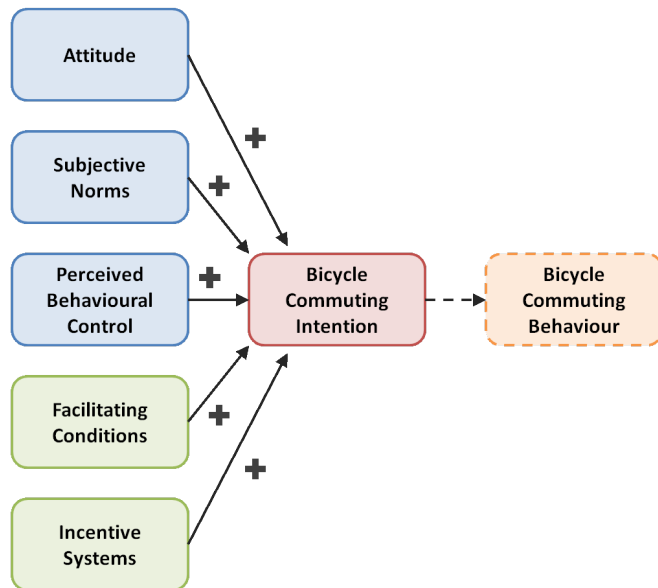 Attitude
Subjective
Norms
Perceived
Behavioural
Control
Bicycle
Commuting
Intention
Bicycle
Commuting
Behaviour
Facilitating
Conditions
Incentive
Systems